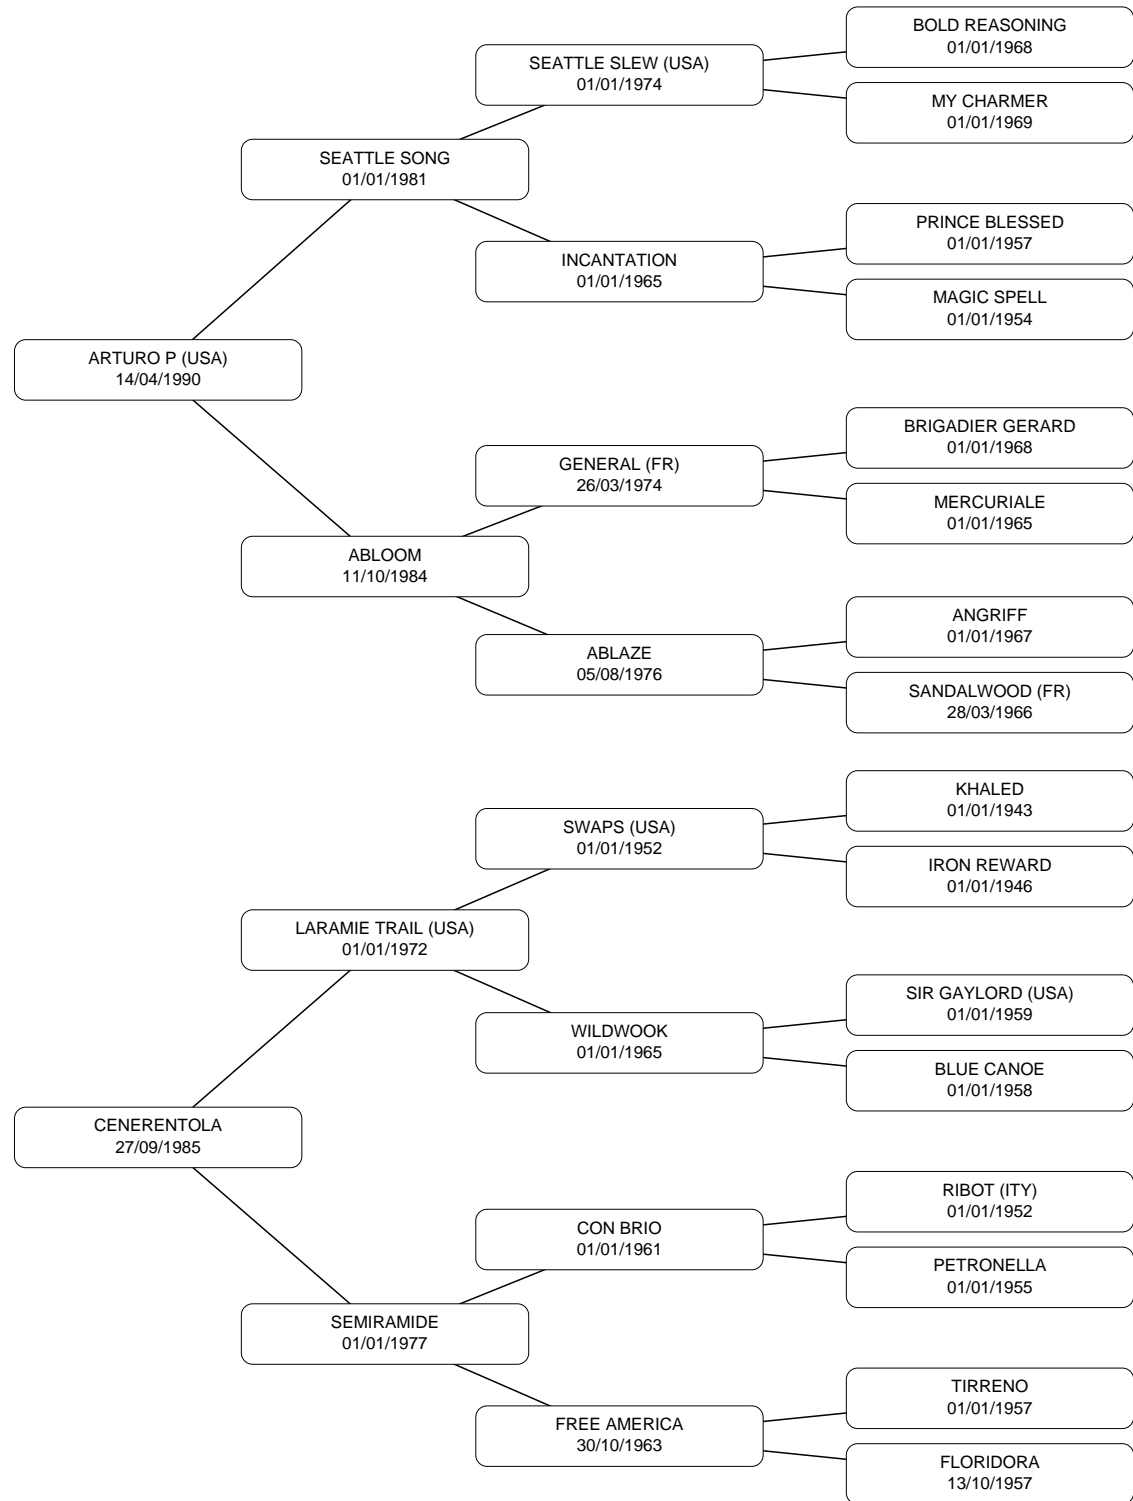 BOLD REASONING
01/01/1968
SEATTLE SLEW (USA)
01/01/1974
MY CHARMER
01/01/1969
SEATTLE SONG
01/01/1981
PRINCE BLESSED
01/01/1957
INCANTATION
01/01/1965
MAGIC SPELL
01/01/1954
ARTURO P (USA)
14/04/1990
BRIGADIER GERARD
01/01/1968
GENERAL (FR)
26/03/1974
MERCURIALE
01/01/1965
ABLOOM
11/10/1984
ANGRIFF
01/01/1967
ABLAZE
05/08/1976
SANDALWOOD (FR)
28/03/1966
KHALED
01/01/1943
SWAPS (USA)
01/01/1952
IRON REWARD
01/01/1946
LARAMIE TRAIL (USA)
01/01/1972
SIR GAYLORD (USA)
01/01/1959
WILDWOOK
01/01/1965
BLUE CANOE
01/01/1958
CENERENTOLA
27/09/1985
RIBOT (ITY)
01/01/1952
CON BRIO
01/01/1961
PETRONELLA
01/01/1955
SEMIRAMIDE
01/01/1977
TIRRENO
01/01/1957
FREE AMERICA
30/10/1963
FLORIDORA
13/10/1957